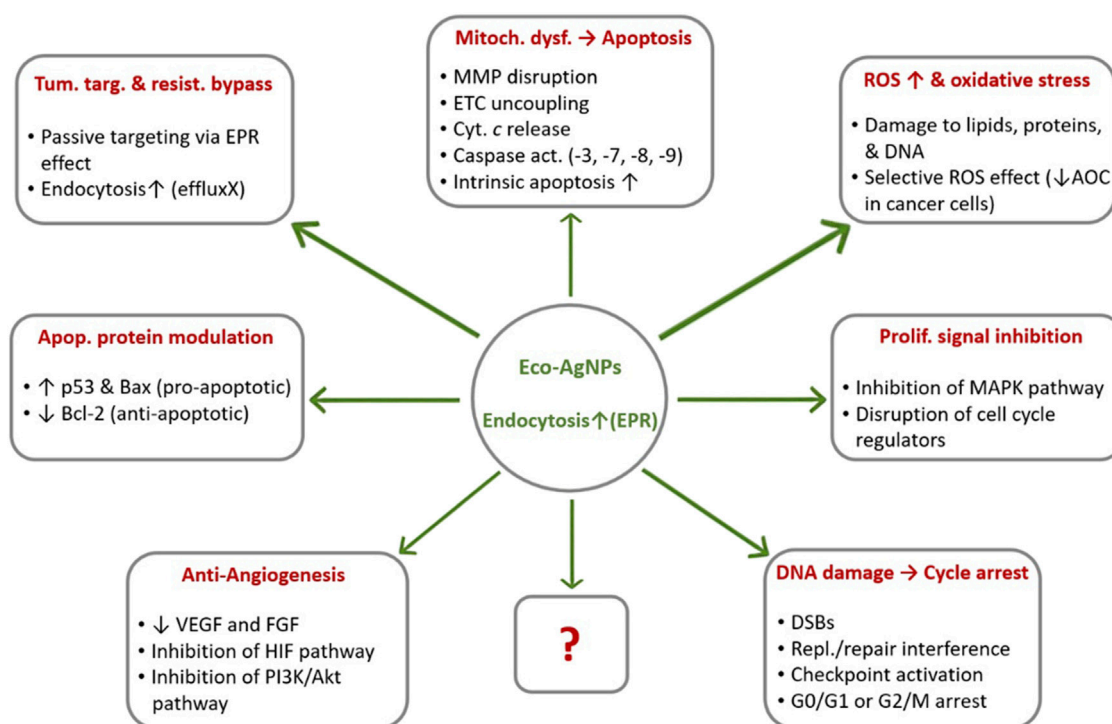 Mitoch. dysf. → Apoptosis
• MMP disruption
• ETC uncoupling
• Cyt. c release
• Caspase act. (-3, -7, -8, -9)
• Intrinsic apoptosis ↑
Tum. targ. & resist. bypass
• Passive targeting via EPR
effect
• Endocytosis↑ (effluxX)
ROS ↑ & oxidative stress
• Damage to lipids, proteins,
& DNA
• Selective ROS effect (↓AOC
in cancer cells)
Apop. protein modulation
• ↑ p53 & Bax (pro-apoptotic)
• ↓ Bcl-2 (anti-apoptotic)
Eco-AgNPs
Endocytosis↑(EPR)
Prolif. signal inhibition
• Inhibition of MAPK pathway
• Disruption of cell cycle
regulators
Anti-Angiogenesis
• ↓ VEGF and FGF
• Inhibition of HIF pathway
• Inhibition of PI3K/Akt
pathway
?
DNA damage → Cycle arrest
• DSBs
• Repl./repair interference
• Checkpoint activation
• G0/G1 or G2/M arrest